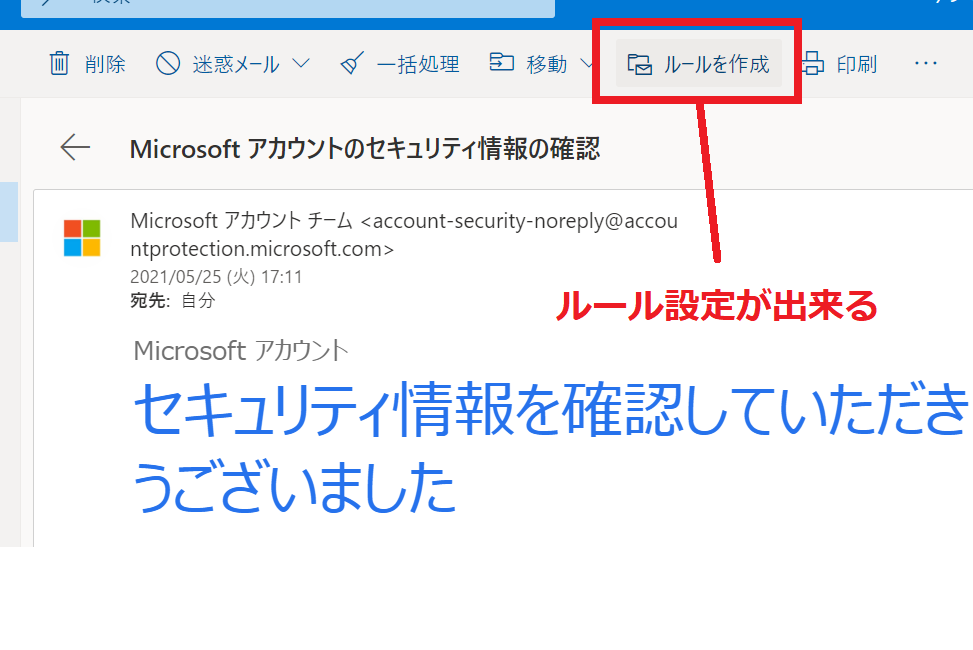 削除 迷惑メール 一括処理 移動 ルールを作成 印刷 ...
Microsoft アカウントのセキュリティ情報の確認
Microsoft アカウント チーム <account-security-noreply@accou
ntprotection.microsoft.com>
2021/05/25 (火) 17:11
宛先: 自分
ルール設定が出来る
Microsoft アカウント
セキュリティ情報を確認していただき
うございました